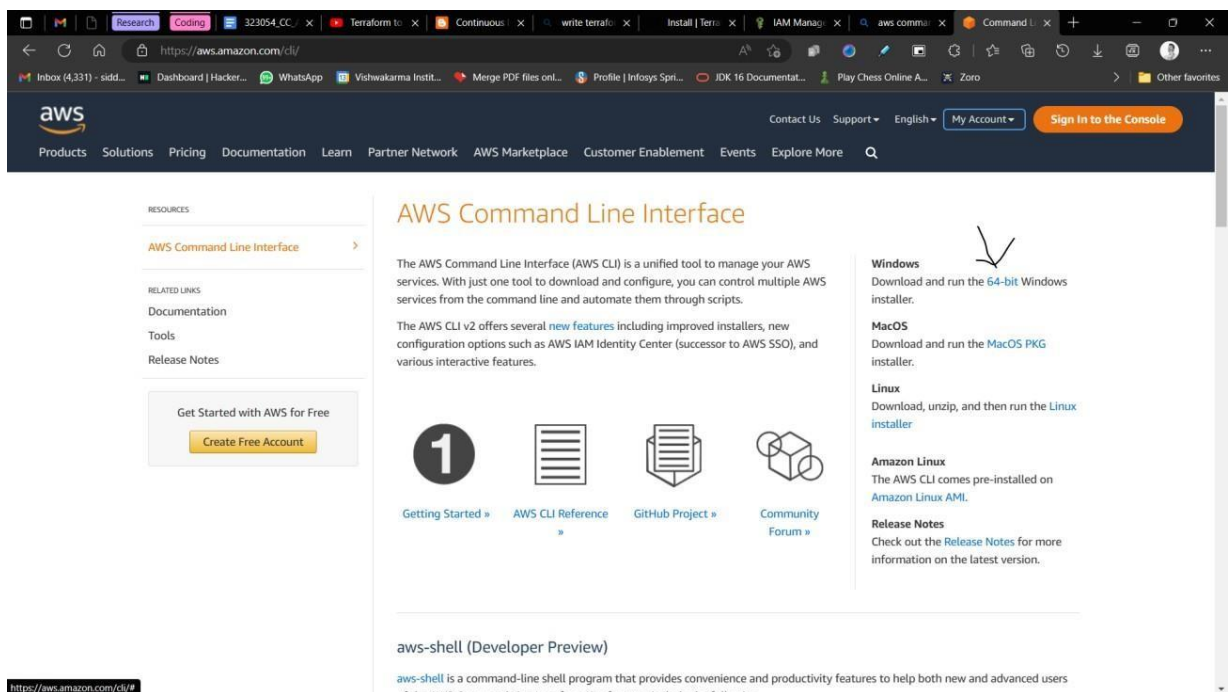 Research
Coding
323054_CC_/
Terraform to
Continuous
write terrafo
Install | Terra
IAM Manag
aws comma
Command L
https://aws.amazon.com/cli/
Inbox (4,331) - sidd...
Dashboard | Hacker...
WhatsApp
Vishwakarma Instit...
Merge PDF files onl...
Profile | Infosys Spri...
JDK 16 Documentat...
Play Chess Online A...
Zoro
Other favorites
aws
Contact Us Support English My Account Sign In to the Console
Products Solutions Pricing Documentation Learn Partner Network AWS Marketplace Customer Enablement Events Explore More
RESOURCES
AWS Command Line Interface
RELATED LINKS
Documentation
Tools
Release Notes
Get Started with AWS for Free
Create Free Account
AWS Command Line Interface
The AWS Command Line Interface (AWS CLI) is a unified tool to manage your AWS
services. With just one tool to download and configure, you can control multiple AWS
services from the command line and automate them through scripts.
The AWS CLI v2 offers several new features including improved installers, new
configuration options such as AWS IAM Identity Center (successor to AWS SSO), and
various interactive features.
1
Getting Started »
AWS CLI Reference
»
GitHub Project »
Community
Forum »
Windows
Download and run the 64-bit Windows
installer.
MacOS
Download and run the MacOS PKG
installer.
Linux
Download, unzip, and then run the Linux
installer
Amazon Linux
The AWS CLI comes pre-installed on
Amazon Linux AMI.
Release Notes
Check out the Release Notes for more
information on the latest version.
aws-shell (Developer Preview)
aws-shell is a command-line shell program that provides convenience and productivity features to help both new and advanced users
https://aws.amazon.com/cli/#